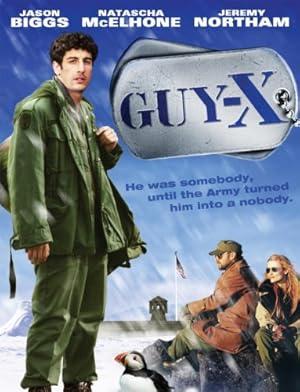 JASON BIGGS
NATASCHA McELHONE
JEREMY NORTHAM
GUY-X
He was somebody,
until the Army turned
him into a nobody.